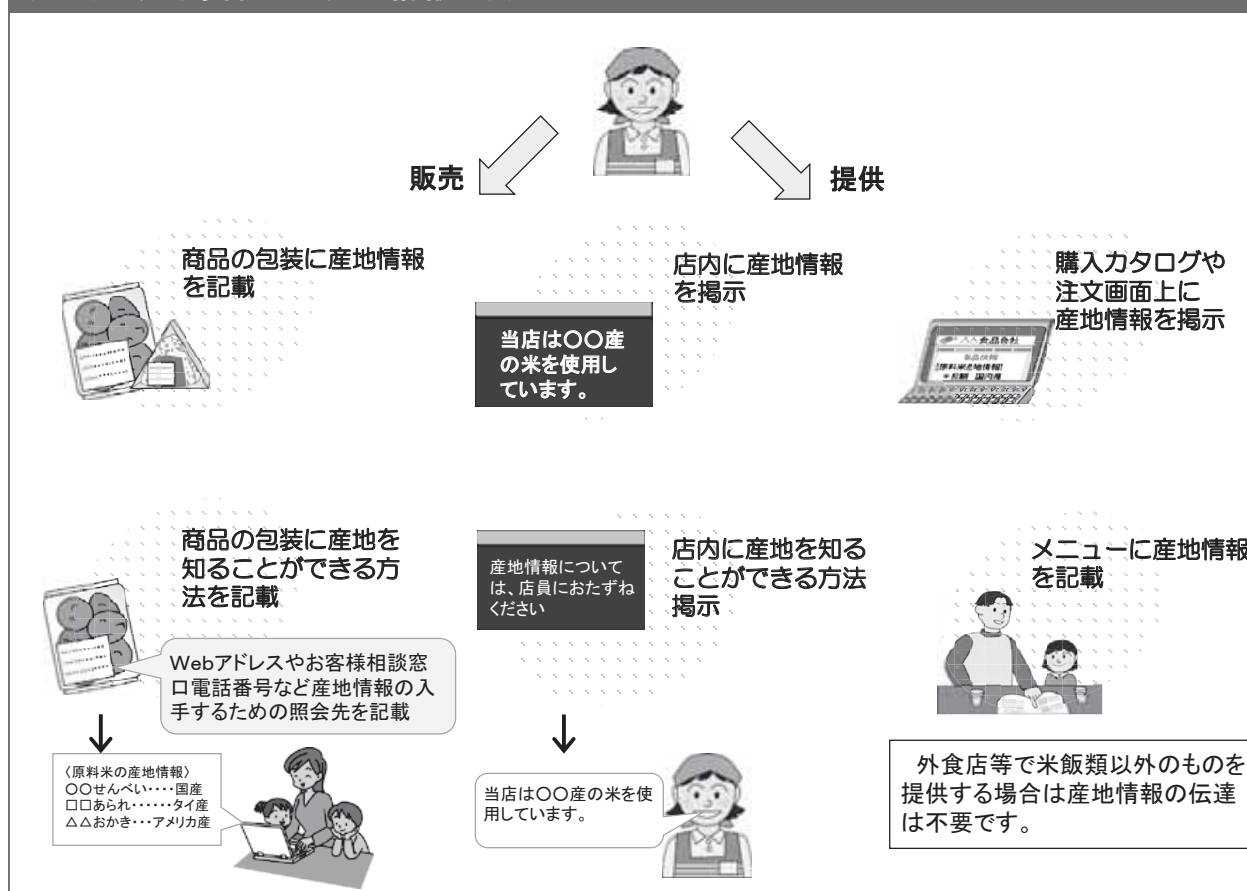 販売
提供
商品の包装に産地情報
を記載
店内に産地情報
を掲示
当店は〇〇産
の米を使用し
ています。
購入カタログや
注文画面上に
産地情報を掲示
△△食品会社
[原料米産地情報]
商品の包装に産地を
知ることができる方
法を記載
Webアドレスやお客様相談窓
口電話番号など産地情報の入
手するための照会先を記載
〈原料米の産地情報〉
〇〇せんべい････国産
□□あられ･･････タイ産
△△おかき･･･アメリカ産
産地情報について
は、店員におたずね
ください
店内に産地を知る
ことができる方法
掲示
当店は〇〇産の米を使
用しています。
メニューに産地情報
を記載
外食店等で米飯類以外のものを
提供する場合は産地情報の伝達
は不要です。